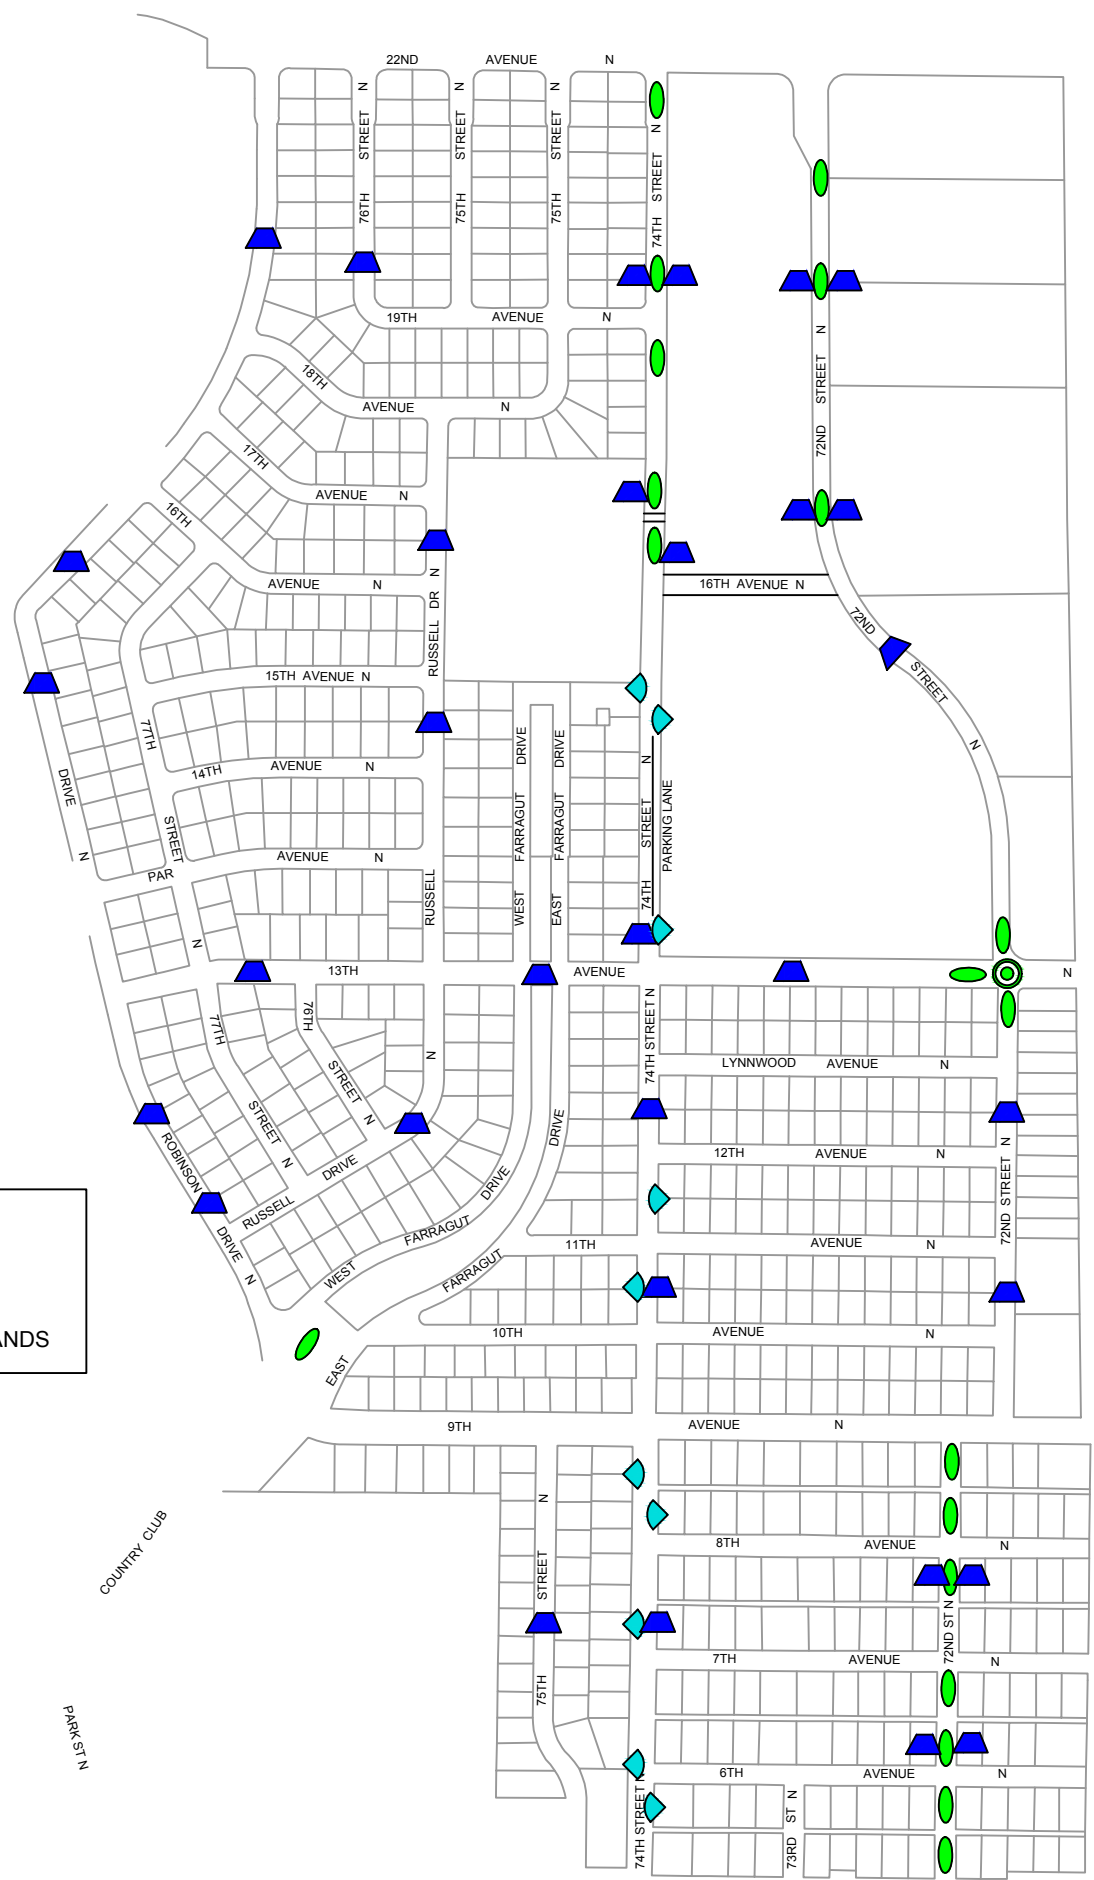 22ND AVENUE N
76TH STREET N
75TH STREET N
75TH STREET N
74TH STREET N
19TH AVENUE N
18TH AVENUE N
72ND STREET N
17TH AVENUE N
16TH AVENUE N
16TH AVENUE N
72ND STREET N
RUSSELL DR N
15TH AVENUE N
77TH STREET N
14TH AVENUE N
DRIVE N
WEST FARRAGUT DRIVE
EAST FARRAGUT DRIVE
74TH STREET N
PARKING LANE
AVENUE N
PAR
RUSSELL N
13TH AVENUE N
77TH STREET N
76TH STREET N
74TH STREET N
LYNNWOOD AVENUE N
12TH AVENUE N
72ND STREET N
ROBINSON DRIVE N
RUSSELL DRIVE
WEST FARRAGUT DRIVE
EAST FARRAGUT DRIVE
11TH AVENUE N
10TH AVENUE N
ANDS
9TH AVENUE N
COUNTRY CLUB
75TH STREET N
8TH AVENUE N
72ND ST N
7TH AVENUE N
PARK ST N
6TH AVENUE N
74TH STREET N
73RD ST N